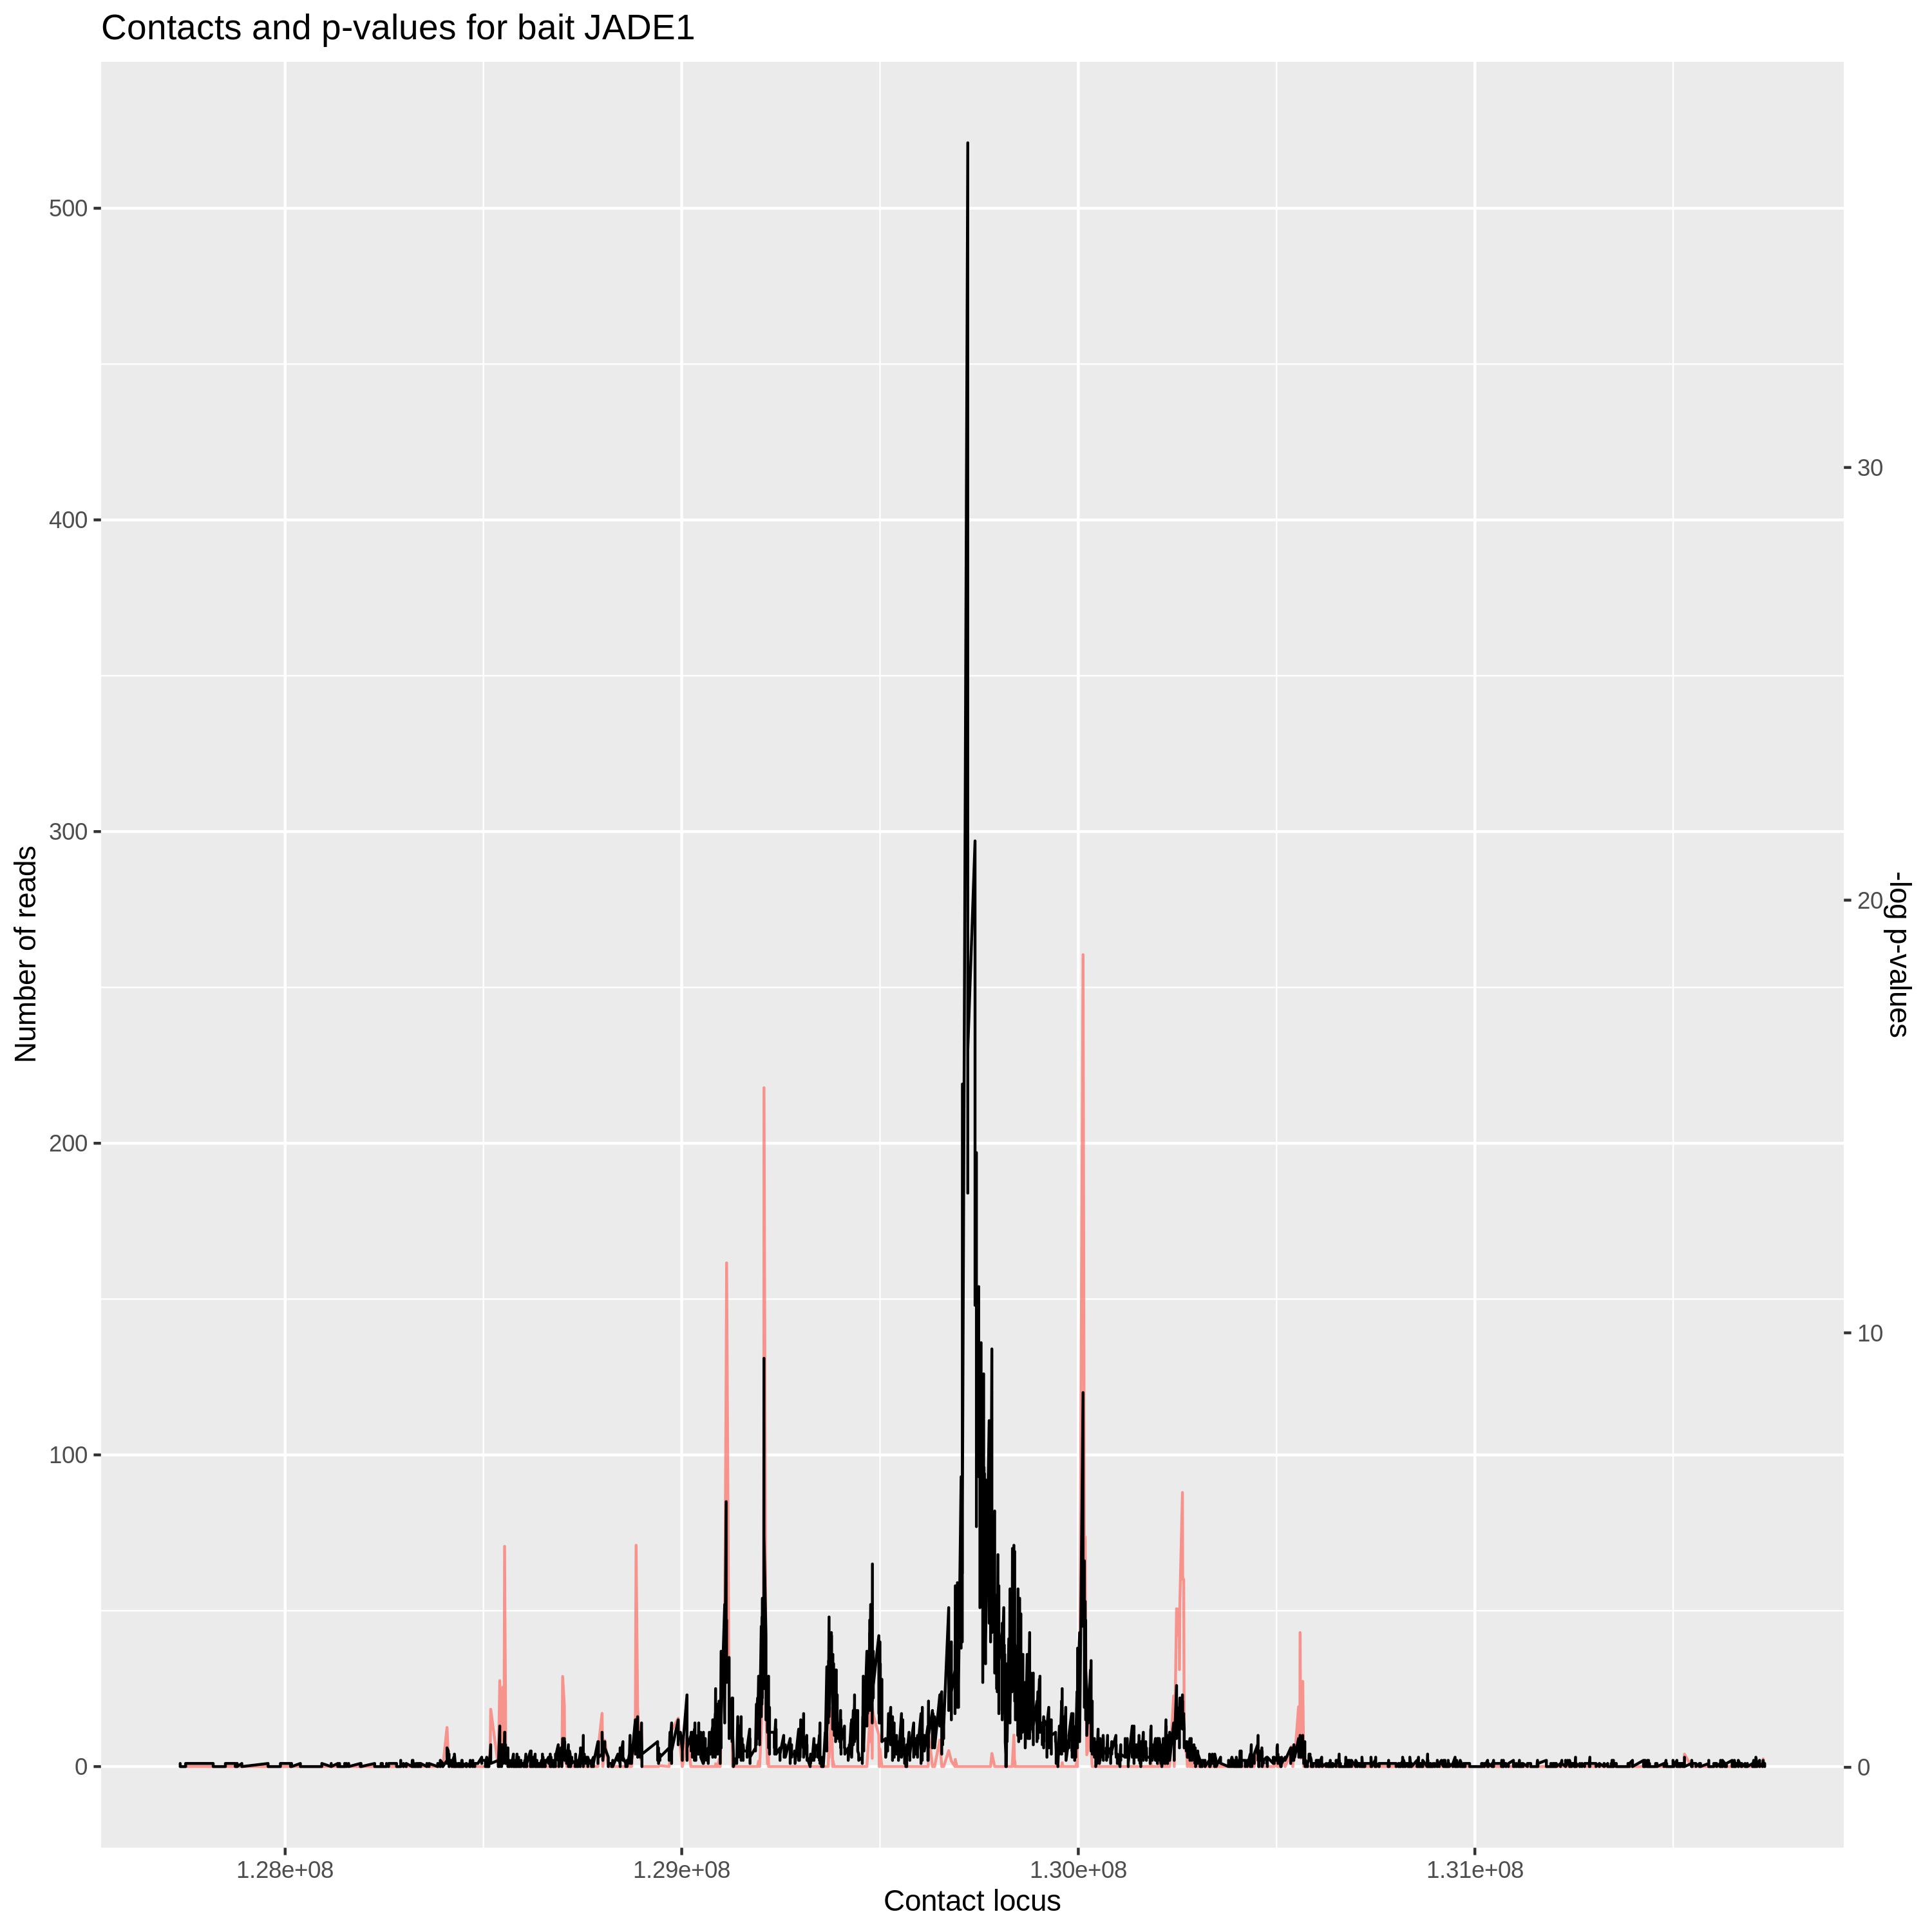 Contacts and p-values for bait JADE1
500
400
300
200
100
0
Number of reads
30
20
10
0
-log p-values
1.28e+08
1.29e+08
1.30e+08
1.31e+08
Contact locus